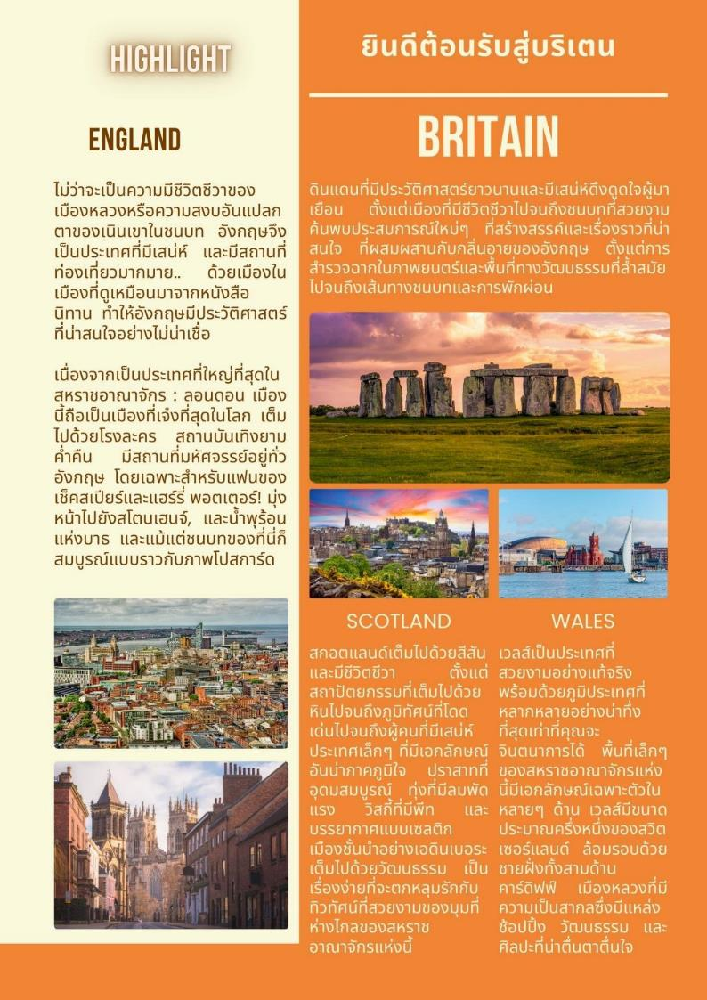 HIGHLIGHT
ENGLAND
ไม่ว่าจะเป็นความมีชีวิตชีวาของ
เมืองหลวงหรือความสงบอันแปลก
ตาของเนินเขาในชนบท อังกฤษจึง
เป็นประเทศที่มีเสน่ห์ และมีสถานที่
ท่องเที่ยวมากมาย.. ด้วยเมืองใน
เมืองที่ดูเหมือนมาจากหนังสือ
นิทาน ทำให้อังกฤษมีประวัติศาสตร์
ที่น่าสนใจอย่างไม่น่าเชื่อ
เนื่องจากเป็นประเทศที่ใหญ่ที่สุดใน
สหราชอาณาจักร : ลอนดอน เมือง
นี้ถือเป็นเมืองที่เจ๋งที่สุดในโลก เต็ม
ไปด้วยโรงละคร สถานบันเทิงยาม
ค่ำคืน มีสถานที่มหัศจรรย์อยู่ทั่ว
อังกฤษ โดยเฉพาะสำหรับแฟนของ
เช็คสเปียร์และแฮร์รี่ พอตเตอร์! มุ่ง
หน้าไปยังสโตนเฮนจ์, และน้ำพุร้อน
แห่งบาธ และแม้แต่ชนบทของที่นี่ก็
สมบูรณ์แบบราวกับภาพโปสการ์ด
ยินดีต้อนรับสู่บริเตน
BRITAIN
ดินแดนที่มีประวัติศาสตร์ยาวนานและมีเสน่ห์ดึงดูดใจผู้มา
เยือน ตั้งแต่เมืองที่มีชีวิตชีวาไปจนถึงชนบทที่สวยงาม
ค้นพบประสบการณ์ใหม่ๆ ที่สร้างสรรค์และเรื่องราวที่น่า
สนใจ ที่ผสมผสานกับกลิ่นอายของอังกฤษ ตั้งแต่การ
สำรวจฉากในภาพยนตร์และพื้นที่ทางวัฒนธรรมที่ล้ำสมัย
ไปจนถึงเส้นทางชนบทและการพักผ่อน
SCOTLAND
สกอตแลนด์เต็มไปด้วยสีสัน
และมีชีวิตชีวา ตั้งแต่
สถาปัตยกรรมที่เต็มไปด้วย
หินไปจนถึงภูมิทัศน์ที่โดด
เด่นไปจนถึงผู้คนที่มีเสน่ห์
ประเทศเล็กๆ ที่มีเอกลักษณ์
อันน่าภาคภูมิใจ ปราสาทที่
อุดมสมบูรณ์ ทุ่งที่มีลมพัด
แรง วิสกี้ที่มีพีท และ
บรรยากาศแบบเซลติก
เมืองชั้นนำอย่างเอดินเบอระ
เต็มไปด้วยวัฒนธรรม เป็น
เรื่องง่ายที่จะตกหลุมรักกับ
ทิวทัศน์ที่สวยงามของมุมที่
ห่างไกลของสหราช
อาณาจักรแห่งนี้
WALES
เวลส์เป็นประเทศที่
สวยงามอย่างแท้จริง
พร้อมด้วยภูมิประเทศที่
หลากหลายอย่างน่าทึ่ง
ที่สุดเท่าที่คุณจะ
จินตนาการได้ พื้นที่เล็กๆ
ของสหราชอาณาจักรแห่ง
นี้มีเอกลักษณ์เฉพาะตัวใน
หลายๆ ด้าน เวลส์มีขนาด
ประมาณครึ่งหนึ่งของสวิต
เซอร์แลนด์ ล้อมรอบด้วย
ชายฝั่งทั้งสามด้าน
คาร์ดิฟฟ์ เมืองหลวงที่มี
ความเป็นสากลซึ่งมีแหล่ง
ช้อปปิ้ง วัฒนธรรม และ
ศิลปะที่น่าตื่นตาตื่นใจ